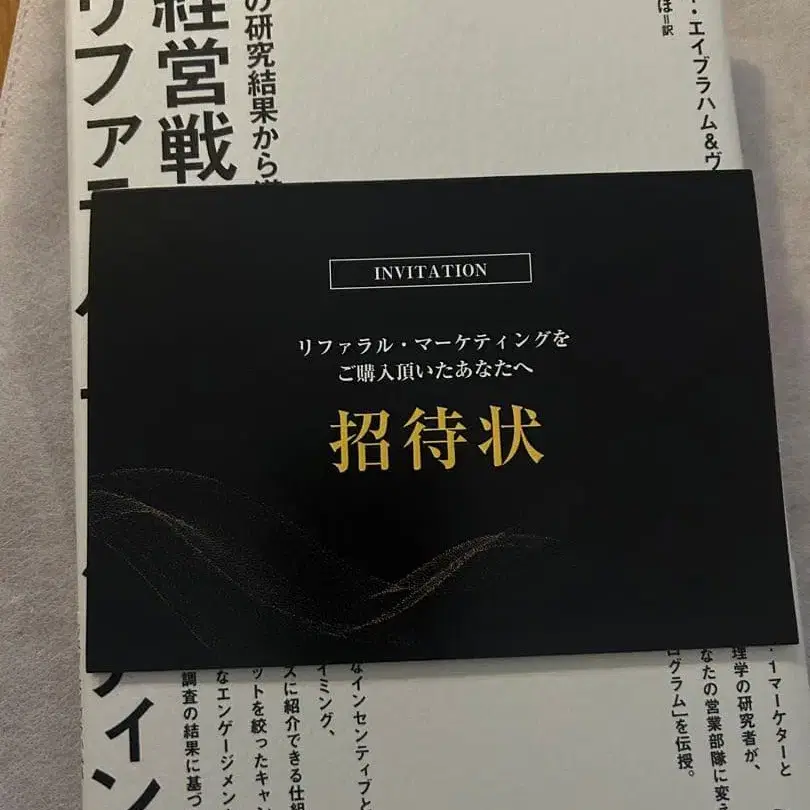 INVITATION
リファラル・マーケティングを
ご購入頂いたあなたへ
招待状
・エイブラハム&ヴ
ほ=訳
の研究結果から
経営戦
リファラル
ィン
・1マーケターと
理学の研究者が、
なたの営業部隊に変
ログラム」を伝授。
なインセンティブと
イミング、
ズに紹介できる仕組
ットを絞ったキャン
なエンゲージメン
調査の結果に基づ